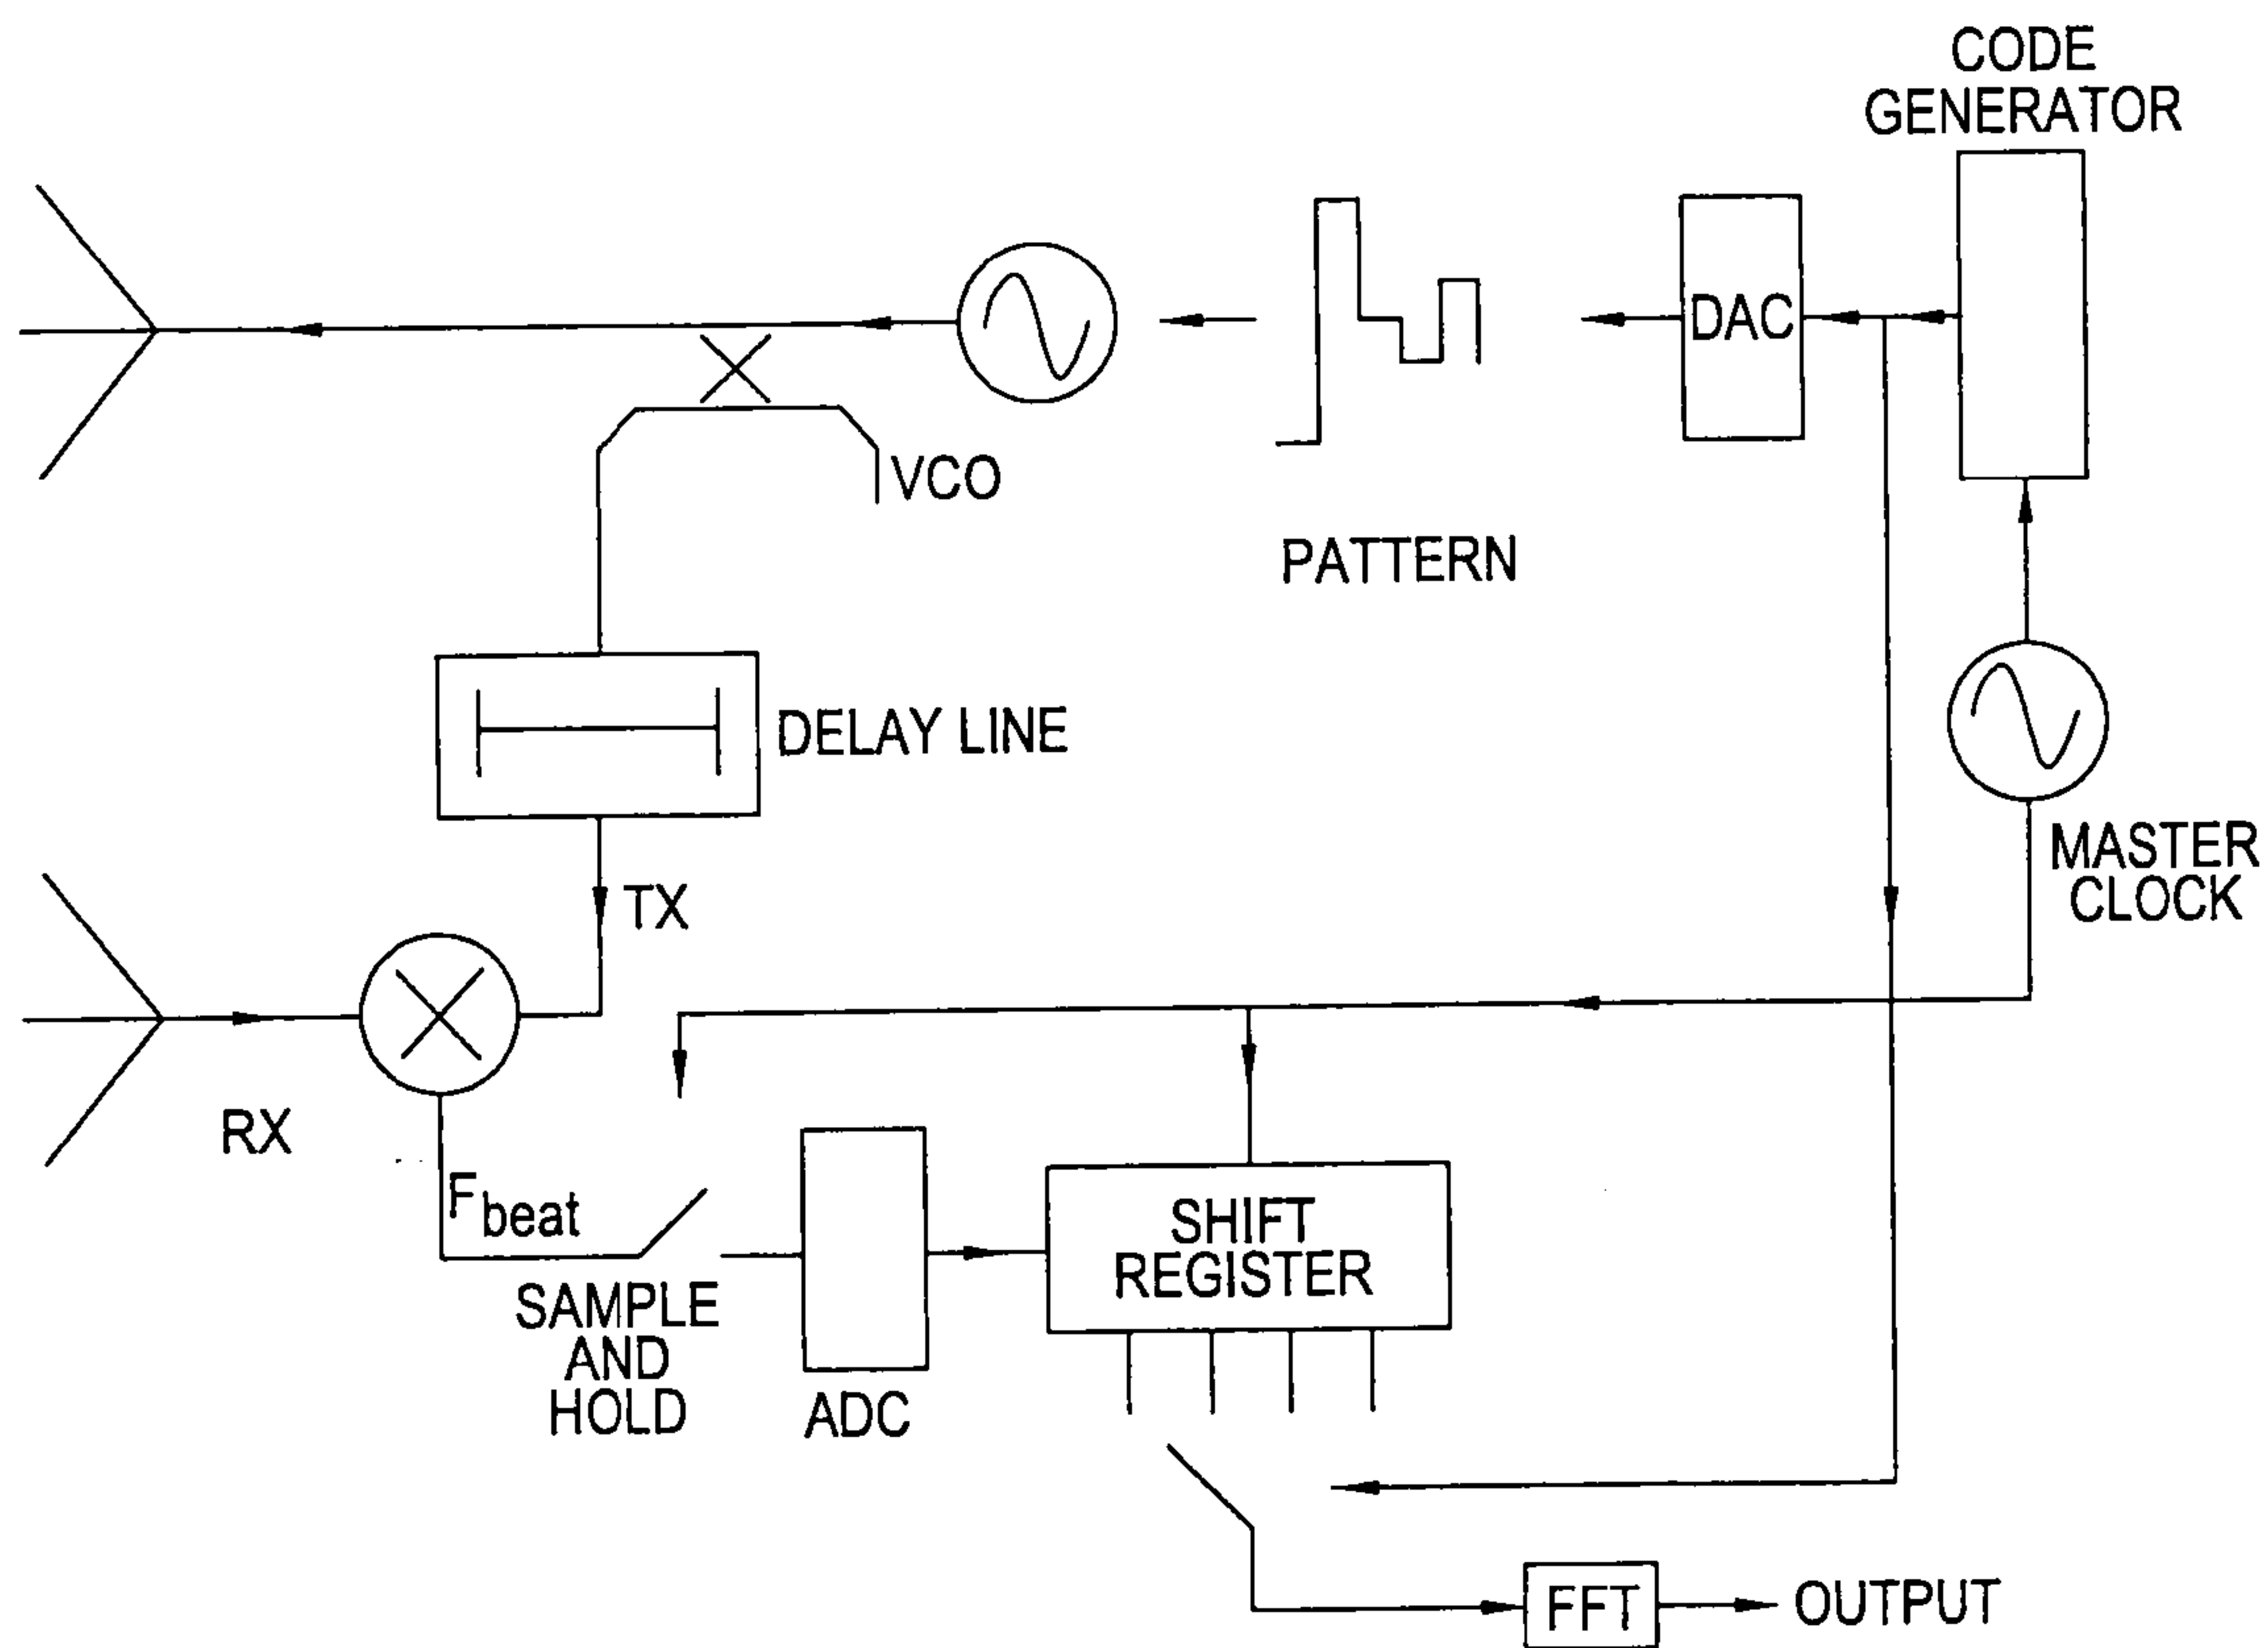 CODE
GENERATOR
DAC
VCO
PATTERN
DELAY LINE
MASTER
CLOCK
TX
RX
Fbeat
SHIFT
REGISTER
SAMPLE
AND
HOLD
ADC
FFT
OUTPUT